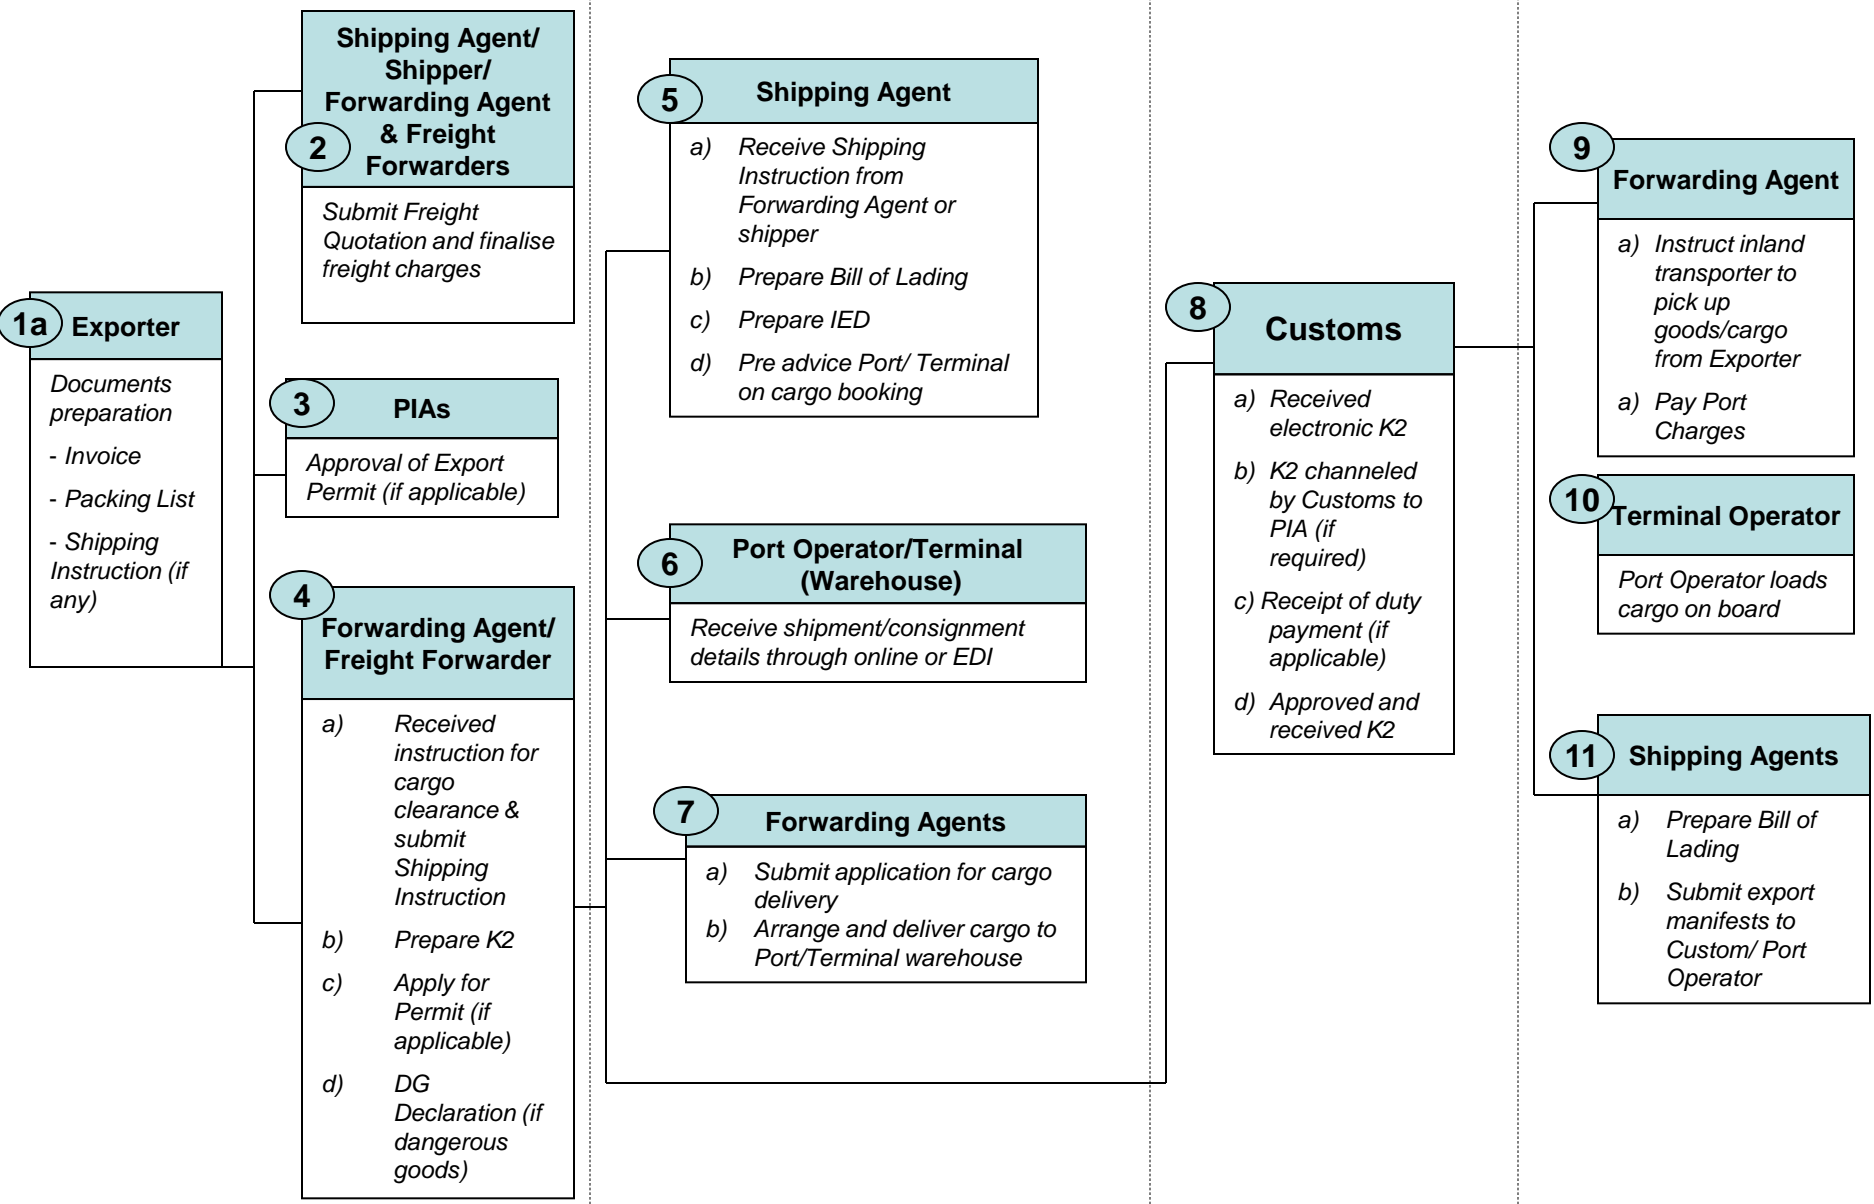 1a
Exporter
Documents
preparation
- Invoice
- Packing List
- Shipping
Instruction (if
any)
Shipping Agent/
Shipper/
Forwarding Agent
& Freight
Forwarders
2
Submit Freight
Quotation and finalise
freight charges
3
PIAs
Approval of Export
Permit (if applicable)
4
Forwarding Agent/
Freight Forwarder
a) Received
instruction for
cargo
clearance &
submit
Shipping
Instruction
b) Prepare K2
c) Apply for
Permit (if
applicable)
d) DG
Declaration (if
dangerous
goods)
5
Shipping Agent
a) Receive Shipping
Instruction from
Forwarding Agent or
shipper
b) Prepare Bill of Lading
c) Prepare IED
d) Pre advice Port/ Terminal
on cargo booking
6
Port Operator/Terminal
(Warehouse)
Receive shipment/consignment
details through online or EDI
7
Forwarding Agents
a) Submit application for cargo
delivery
b) Arrange and deliver cargo to
Port/Terminal warehouse
8
Customs
a) Received
electronic K2
b) K2 channeled
by Customs to
PIA (if
required)
c) Receipt of duty
payment (if
applicable)
d) Approved and
received K2
9
Forwarding Agent
a) Instruct inland
transporter to
pick up
goods/cargo
from Exporter
a) Pay Port
Charges
10
Terminal Operator
Port Operator loads
cargo on board
11
Shipping Agents
a) Prepare Bill of
Lading
b) Submit export
manifests to
Custom/ Port
Operator